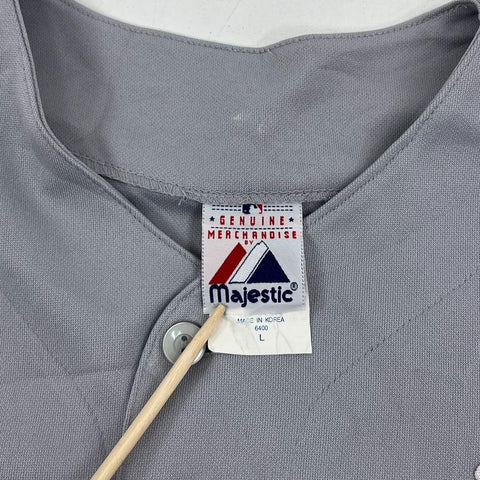 GENUINE
MERCHANDISE
BY
Majestic®
MADE IN KOREA
6400
L